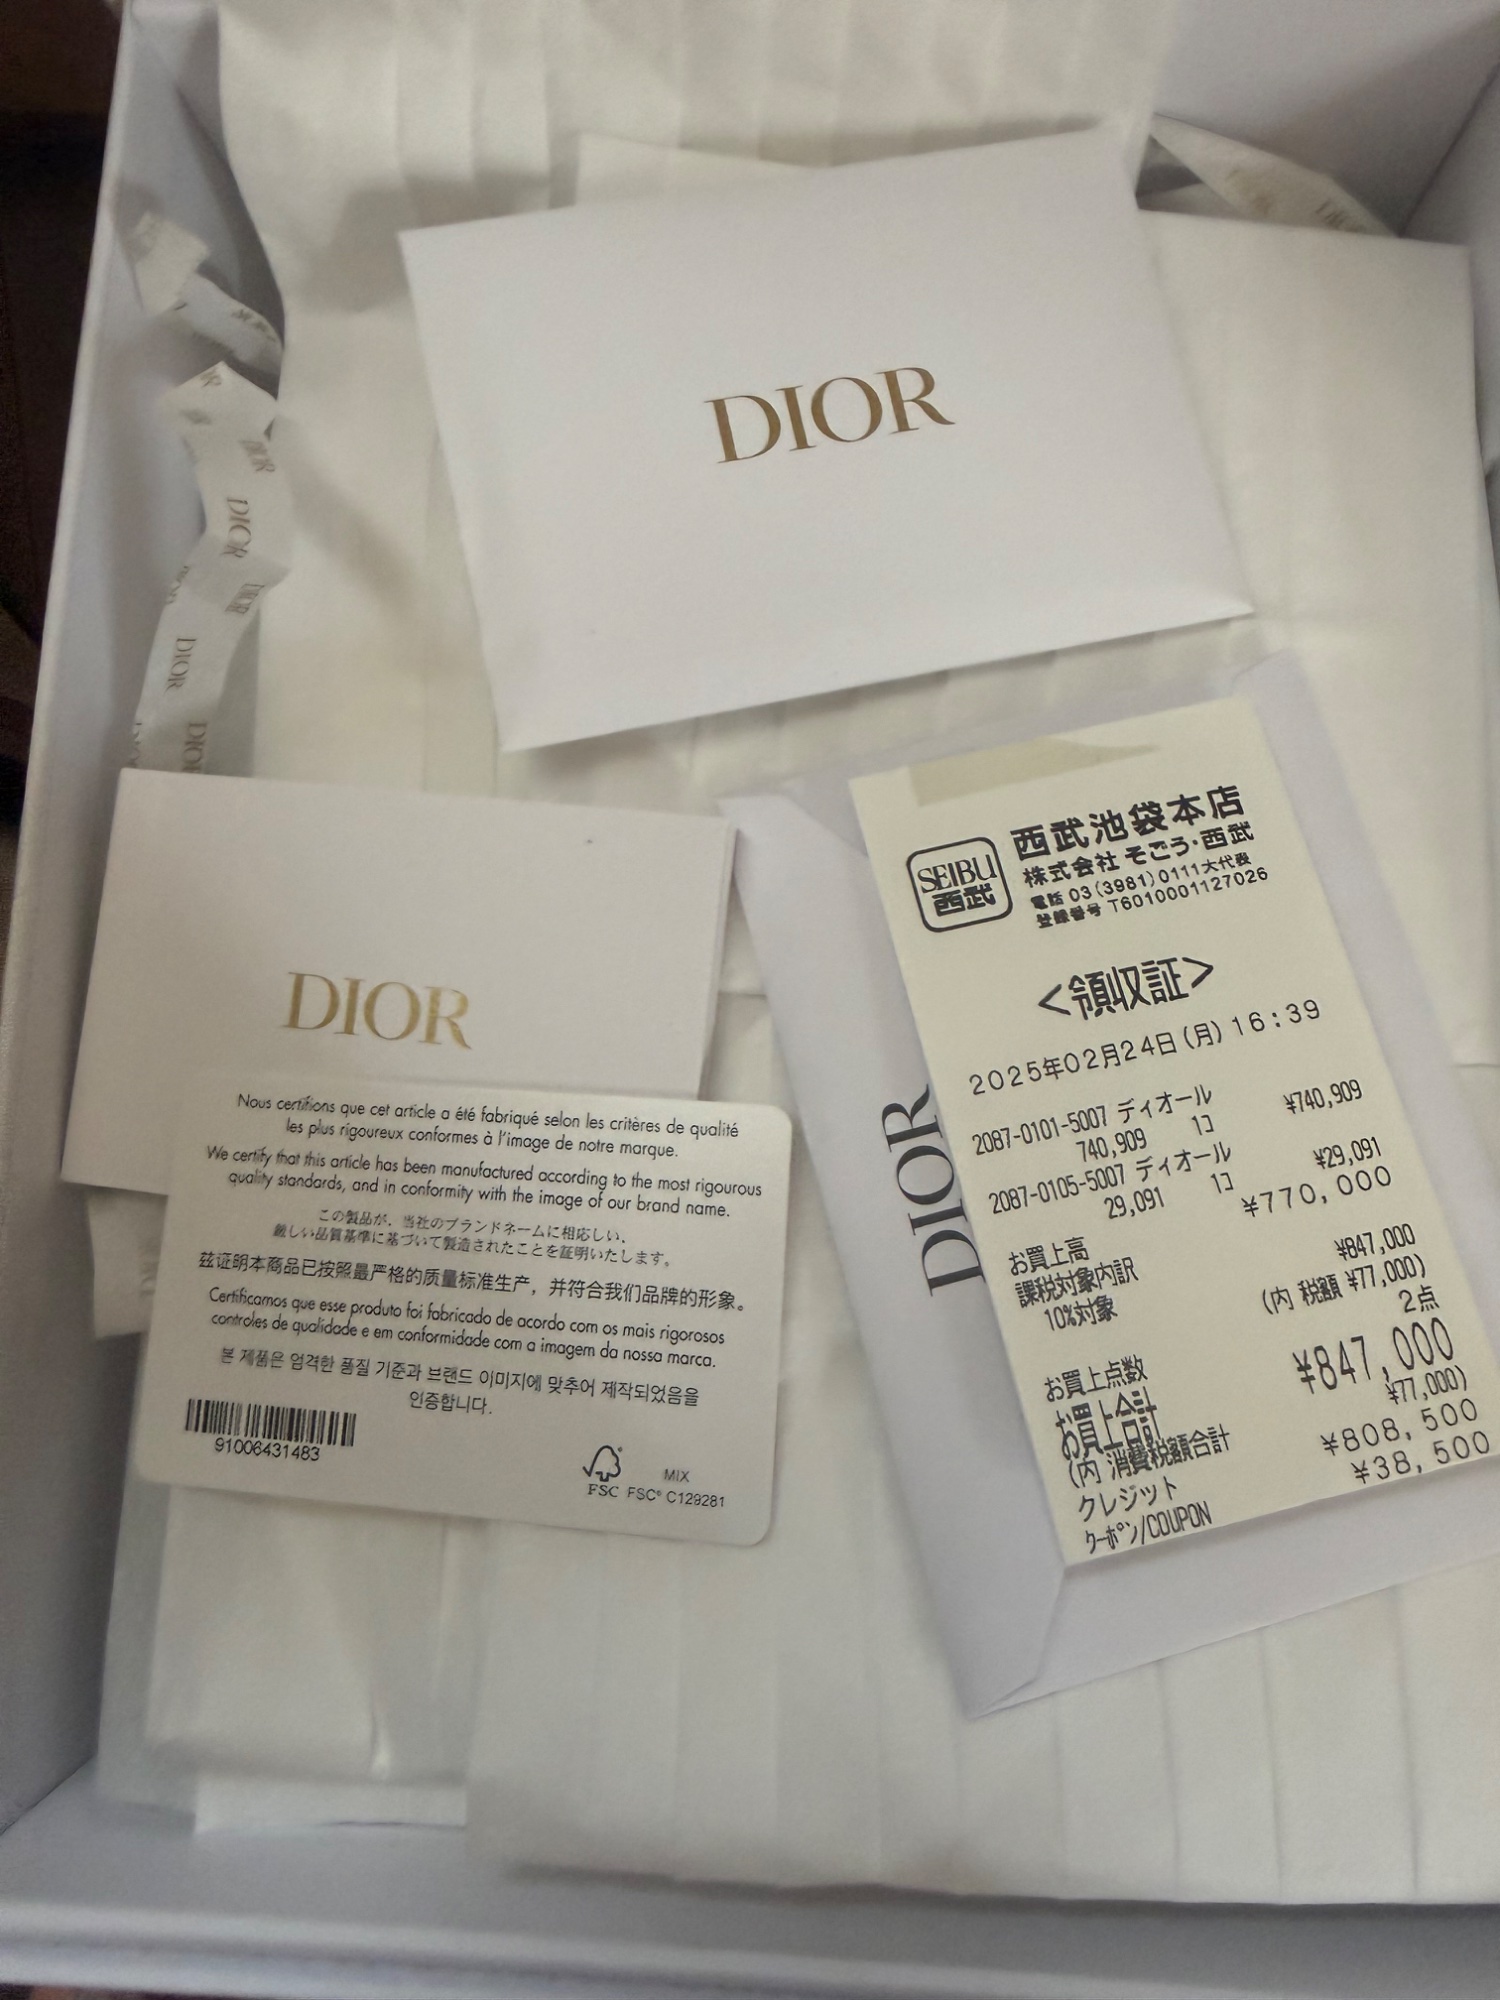 DIOR
DIOR
DIOR
DIOR
DIOR
DIOR
DIOR
Nous certifions que cet article a été fabriqué selon les critères de qualité
les plus rigoureux conformes à l'image de notre marque.
We certify that this article has been manufactured according to the most rigourous
quality standards, and in conformity with the image of our brand name.
この製品が、当社のブランドネームに相応しい、
厳しい品質基準に基づいて製造されたことを証明いたします。
兹证明本商品已按照最严格的质量标准生产，并符合我们品牌的形象。
Certificamos que esse produto foi fabricado de acordo com os mais rigorosos
controles de qualidade e em conformidade com a imagem da nossa marca.
본 제품은 엄격한 품질 기준과 브랜드 이미지에 맞추어 제작되었음을
인증합니다.
91006431483
FSC
MIX
FSC® C129281
DIOR
SEIBU
西武
西武池袋本店
株式会社 そごう・西武
電話 03(3981)0111大代表
登録番号 T6010001127026
<領収証>
2025年02月24日(月) 16:39
2087-0101-5007 ディオール
740,909 1コ ¥740,909
2087-0105-5007 ディオール
29,091 1コ ¥29,091
お買上高 ¥770,000
課税対象内訳
10%対象 ¥847,000
(内 税額 ¥77,000)
お買上点数 2点
お買上合計 ¥847,000
(内 消費税額合計 ¥77,000)
クレジット ¥808,500
クーポン/COUPON ¥38,500